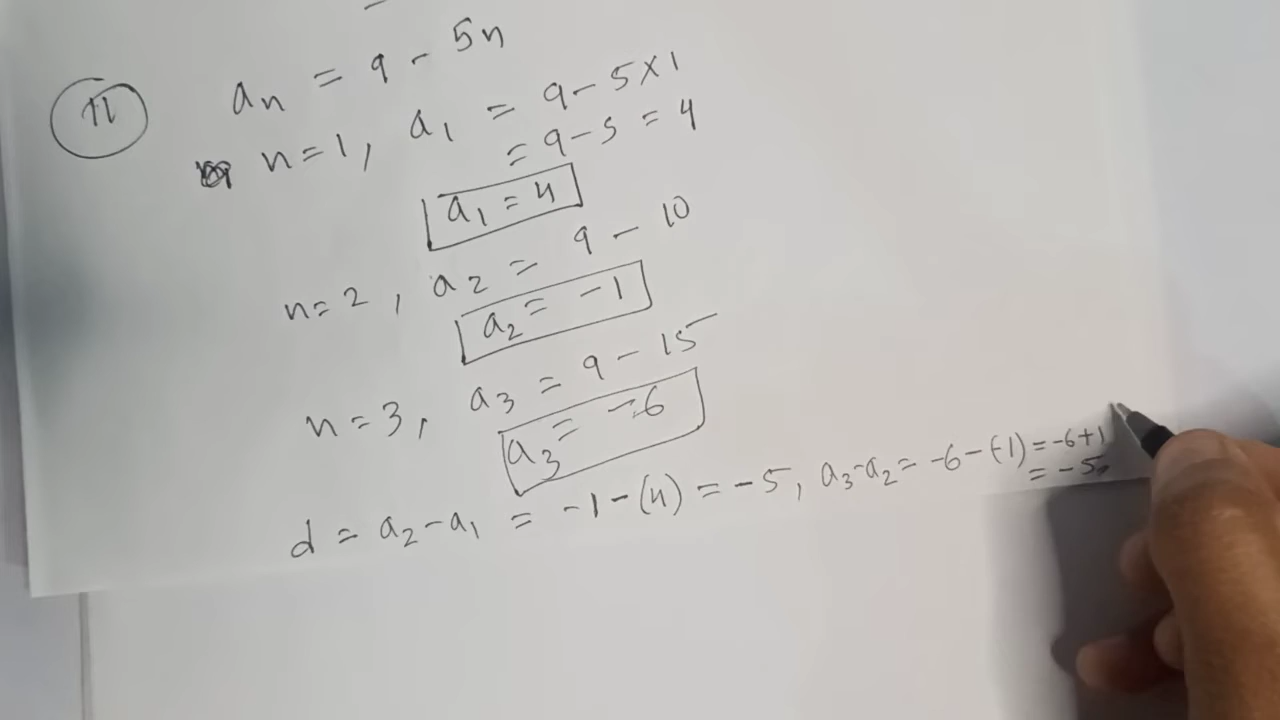 (ii) an = 9 - 5n
n=1, a1 = 9-5×1
= 9-5 = 4
a1 = 4
n=2, a2 = 9 - 10
a2 = -1
n=3, a3 = 9 - 15
a3 = -6
d = a2-a1 = -1-(4) = -5, a3-a2 = -6-(-1) = -6+1
= -5,